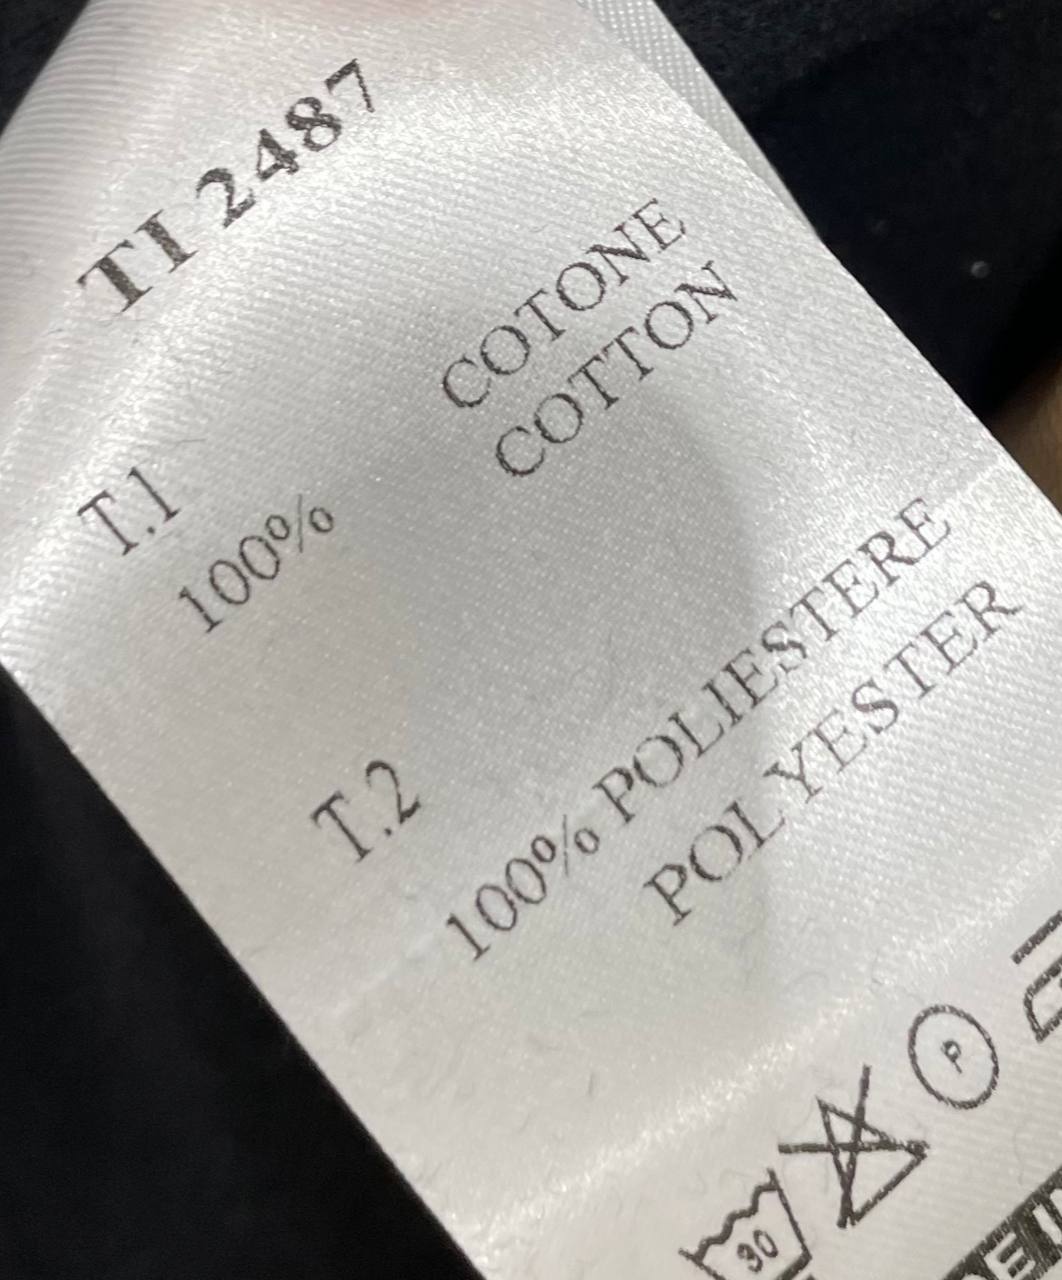 TI 2487
COTONE
COTTON
T.1
100%
T.2
100% POLIESTERE
POLYESTER
P
30